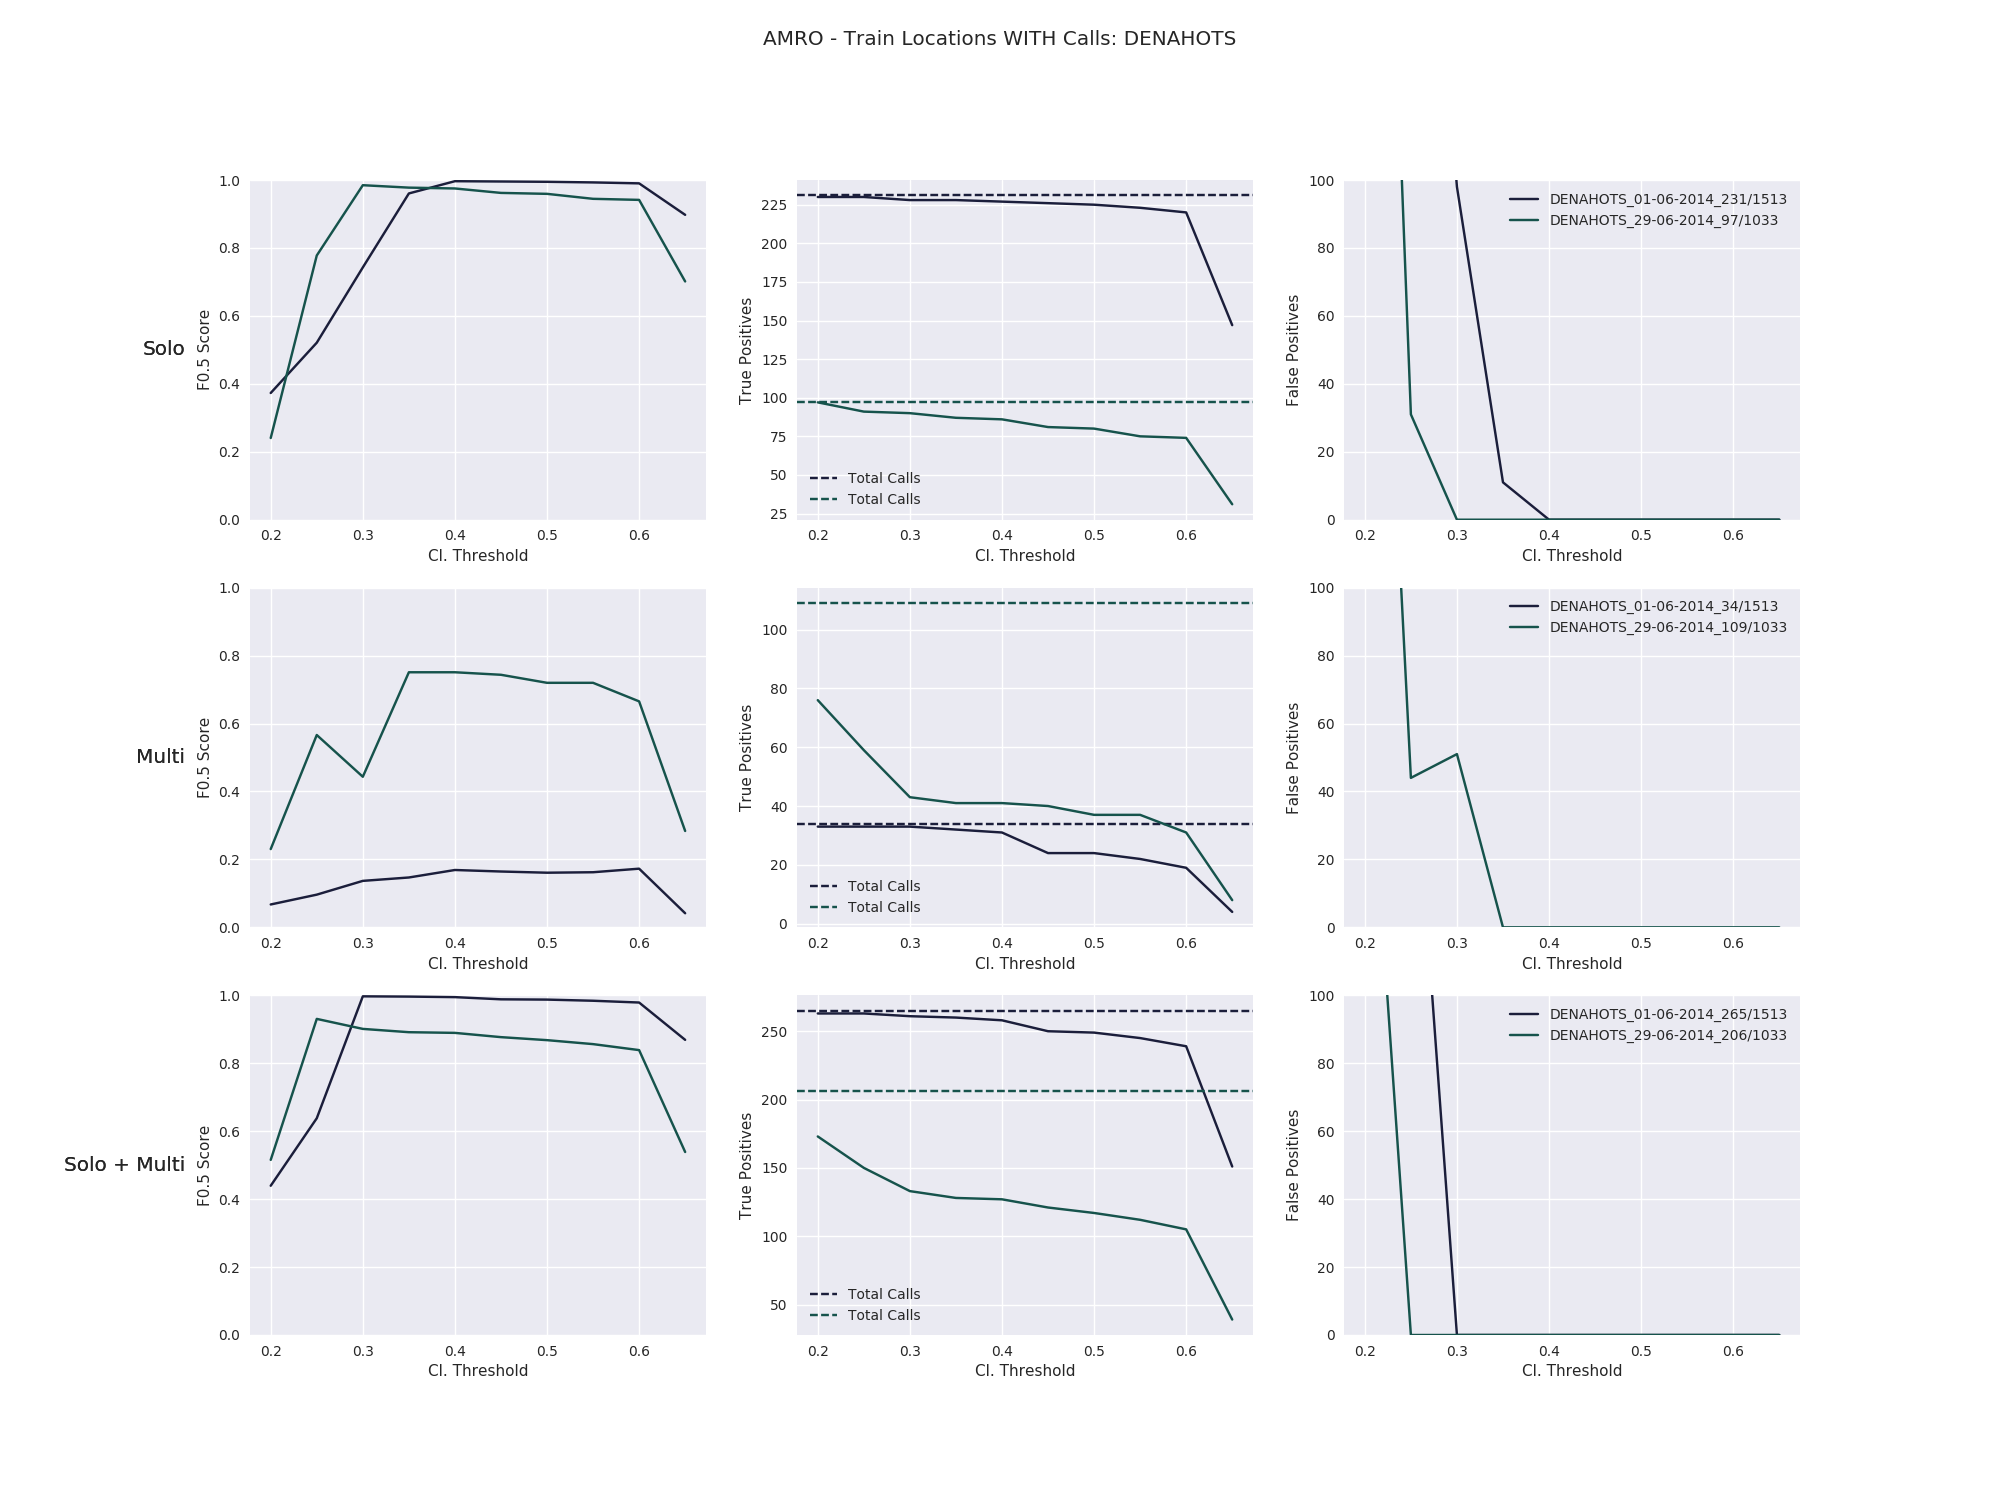 AMRO - Train Locations WITH Calls: DENAHOTS
Solo
F0.5 Score
1.0
0.8
0.6
0.4
0.2
0.0
0.2 0.3 0.4 0.5 0.6
Cl. Threshold
True Positives
225
200
175
150
125
100
75
50
25
Total Calls
Total Calls
0.2 0.3 0.4 0.5 0.6
Cl. Threshold
False Positives
100
80
60
40
20
0
DENAHOTS_01-06-2014_231/1513
DENAHOTS_29-06-2014_97/1033
0.2 0.3 0.4 0.5 0.6
Cl. Threshold
Multi
F0.5 Score
1.0
0.8
0.6
0.4
0.2
0.0
0.2 0.3 0.4 0.5 0.6
Cl. Threshold
True Positives
100
80
60
40
20
0
Total Calls
Total Calls
0.2 0.3 0.4 0.5 0.6
Cl. Threshold
False Positives
100
80
60
40
20
0
DENAHOTS_01-06-2014_34/1513
DENAHOTS_29-06-2014_109/1033
0.2 0.3 0.4 0.5 0.6
Cl. Threshold
Solo + Multi
F0.5 Score
1.0
0.8
0.6
0.4
0.2
0.0
0.2 0.3 0.4 0.5 0.6
Cl. Threshold
True Positives
250
200
150
100
50
Total Calls
Total Calls
0.2 0.3 0.4 0.5 0.6
Cl. Threshold
False Positives
100
80
60
40
20
0
DENAHOTS_01-06-2014_265/1513
DENAHOTS_29-06-2014_206/1033
0.2 0.3 0.4 0.5 0.6
Cl. Threshold